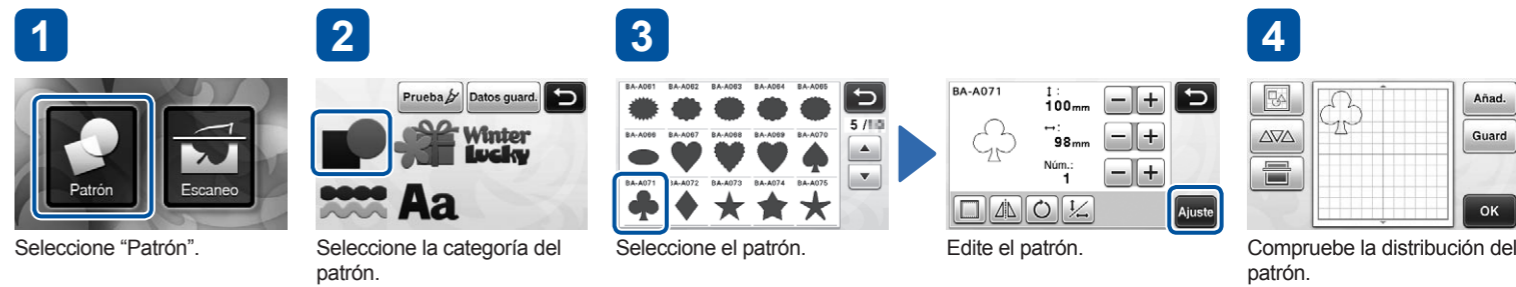 1
2
3
4
Patrón
Escaneo
Seleccione “Patrón”.
Prueba
Datos guard.
Winter
Lucky
Aa
Seleccione la categoría del
patrón.
BA-A061 BA-A062 BA-A063 BA-A064 BA-A065
5 /
BA-A066 BA-A067 BA-A068 BA-A069 BA-A070
BA-A071 BA-A072 BA-A073 BA-A074 BA-A075
Seleccione el patrón.
BA-A071
100mm
98mm
Núm.:
1
Ajuste
Edite el patrón.
Añad.
Guard
OK
Compruebe la distribución del
patrón.